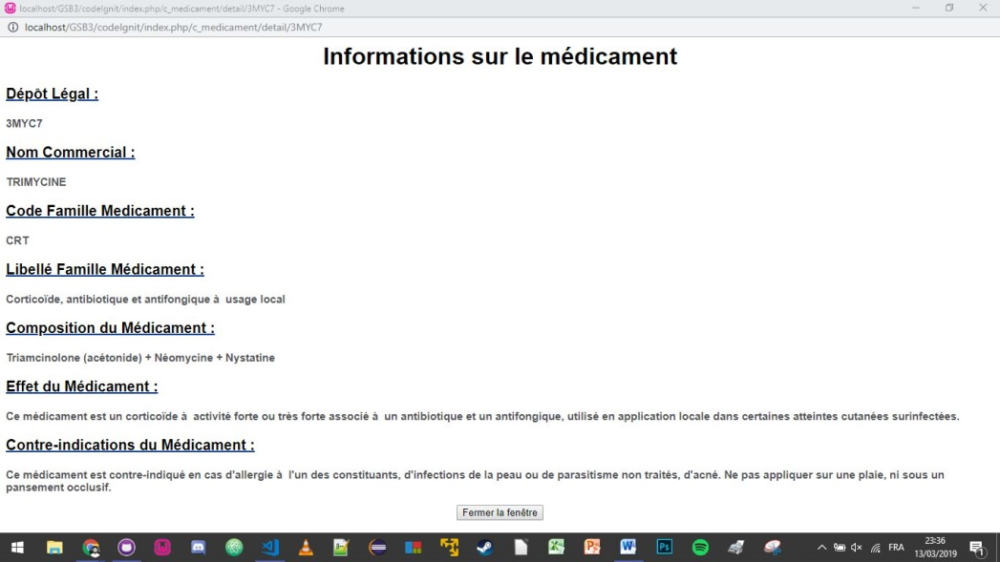 localhost/GSB3/codeIgnit/index.php/c_medicament/detail/3MYC7 - Google Chrome
localhost/GSB3/codeIgnit/index.php/c_medicament/detail/3MYC7
Informations sur le médicament
Dépôt Légal :
3MYC7
Nom Commercial :
TRIMYCINE
Code Famille Medicament :
CRT
Libellé Famille Médicament :
Corticoïde, antibiotique et antifongique à  usage local
Composition du Médicament :
Triamcinolone (acétonide) + Néomycine + Nystatine
Effet du Médicament :
Ce médicament est un corticoïde à  activité forte ou très forte associé à  un antibiotique et un antifongique, utilisé en application locale dans certaines atteintes cutanées surinfectées.
Contre-indications du Médicament :
Ce médicament est contre-indiqué en cas d'allergie à  l'un des constituants, d'infections de la peau ou de parasitisme non traités, d'acné. Ne pas appliquer sur une plaie, ni sous un
pansement occlusif.
Fermer la fenêtre
FRA
23:36
13/03/2019
1